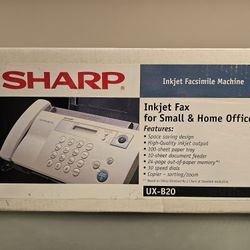 SHARP
Inkjet Facsimile Machine
Inkjet Fax
for Small & Home Office
Features:
• Space saving design
• High-Quality inkjet output
• 100-sheet paper tray
• 10-sheet document feeder
• 24-page out-of-paper memory**
• 30 speed dials
• Copier - sorting/zoom
UX-B20